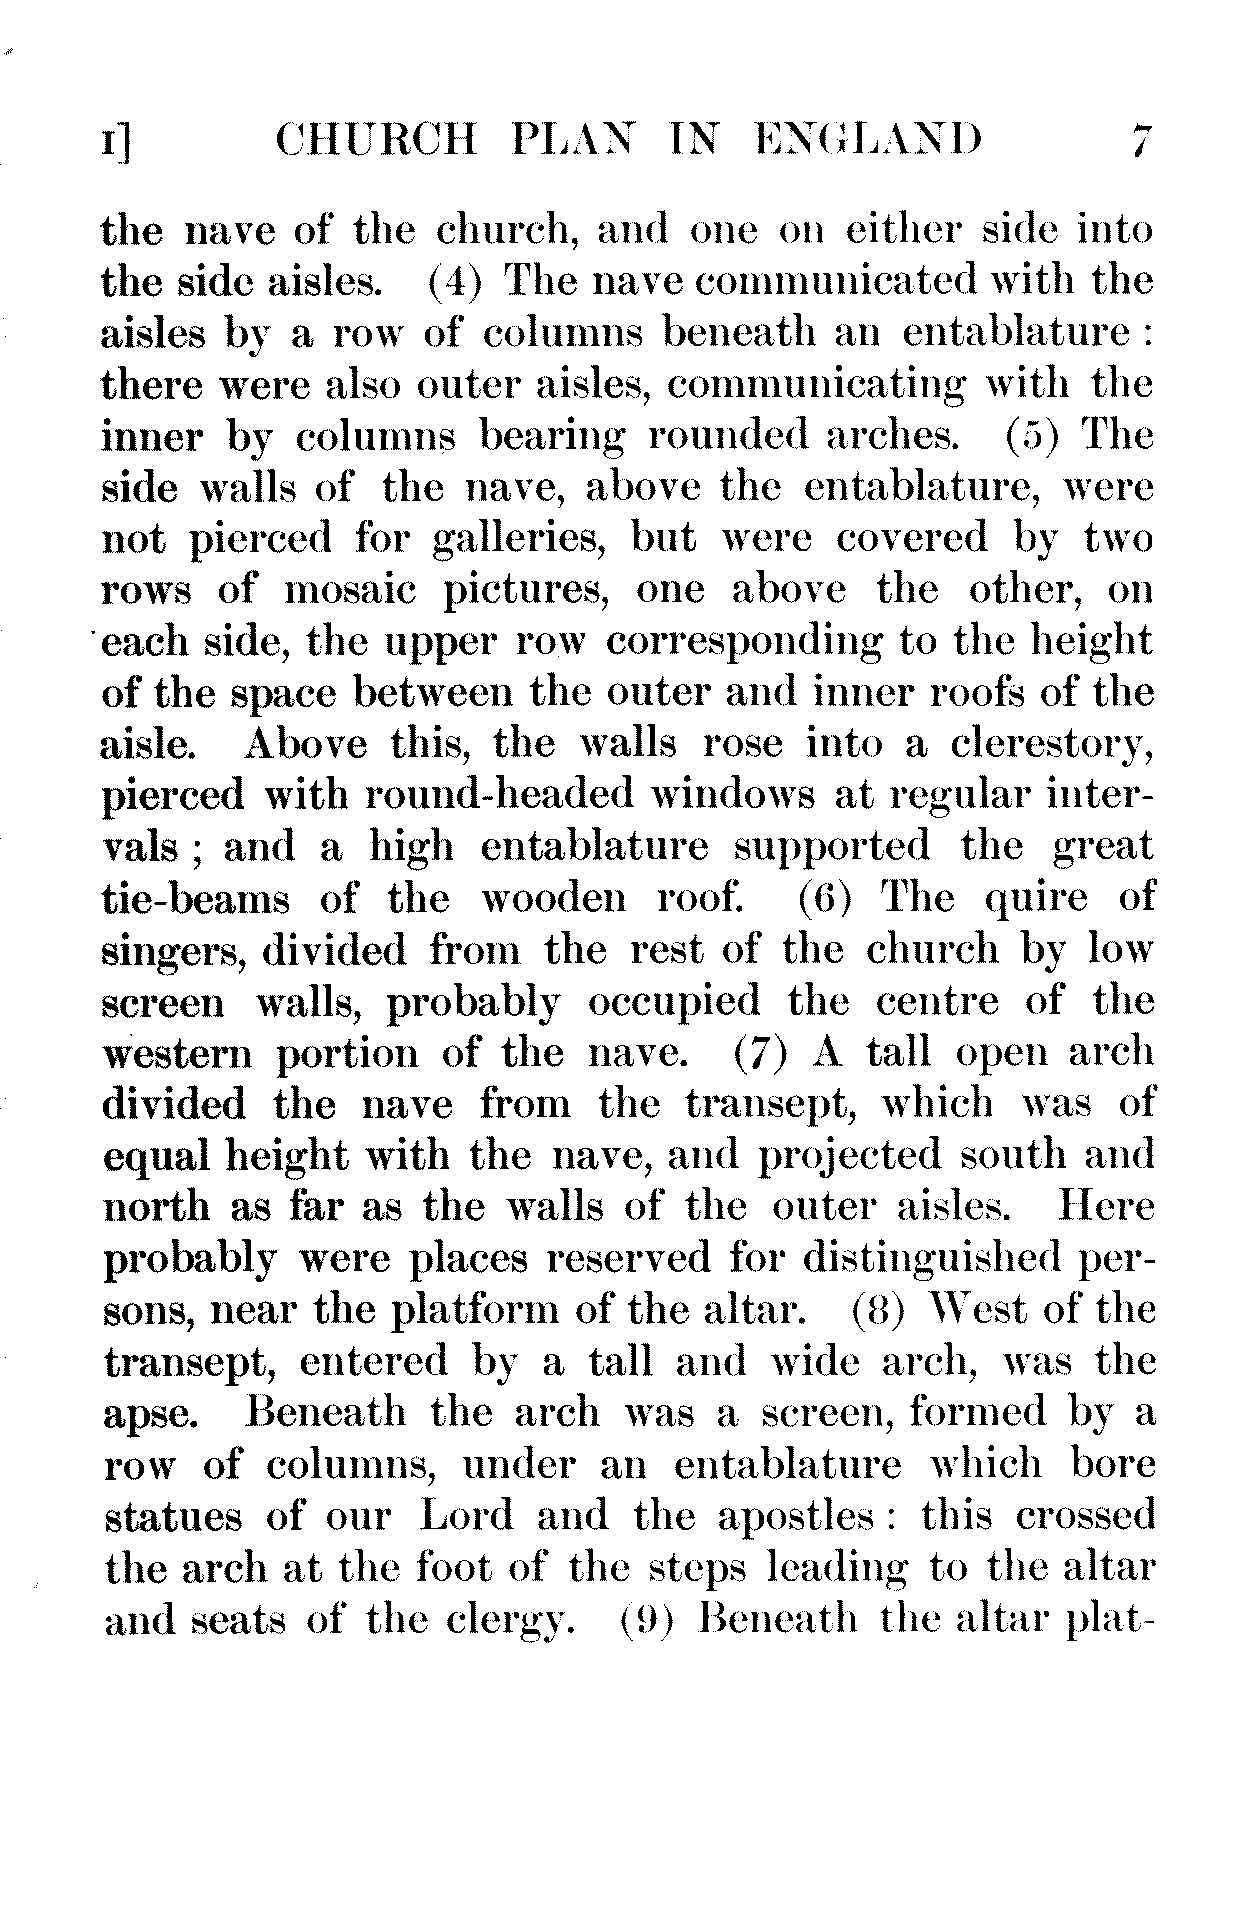 I] CHURCH PLAN IN ENGLAND 7
the nave of the church, and one on either side into
the side aisles. (4) The nave communicated with the
aisles by a row of columns beneath an entablature :
there were also outer aisles, communicating with the
inner by columns bearing rounded arches. (5) The
side walls of the nave, above the entablature, were
not pierced for galleries, but were covered by two
rows of mosaic pictures, one above the other, on
each side, the upper row corresponding to the height
of the space between the outer and inner roofs of the
aisle. Above this, the walls rose into a clerestory,
pierced with round-headed windows at regular inter-
vals ; and a high entablature supported the great
tie-beams of the wooden roof. (6) The quire of
singers, divided from the rest of the church by low
screen walls, probably occupied the centre of the
western portion of the nave. (7) A tall open arch
divided the nave from the transept, which was of
equal height with the nave, and projected south and
north as far as the walls of the outer aisles. Here
probably were places reserved for distinguished per-
sons, near the platform of the altar. (8) West of the
transept, entered by a tall and wide arch, was the
apse. Beneath the arch was a screen, formed by a
row of columns, under an entablature which bore
statues of our Lord and the apostles : this crossed
the arch at the foot of the steps leading to the altar
and seats of the clergy. (9) Beneath the altar plat-